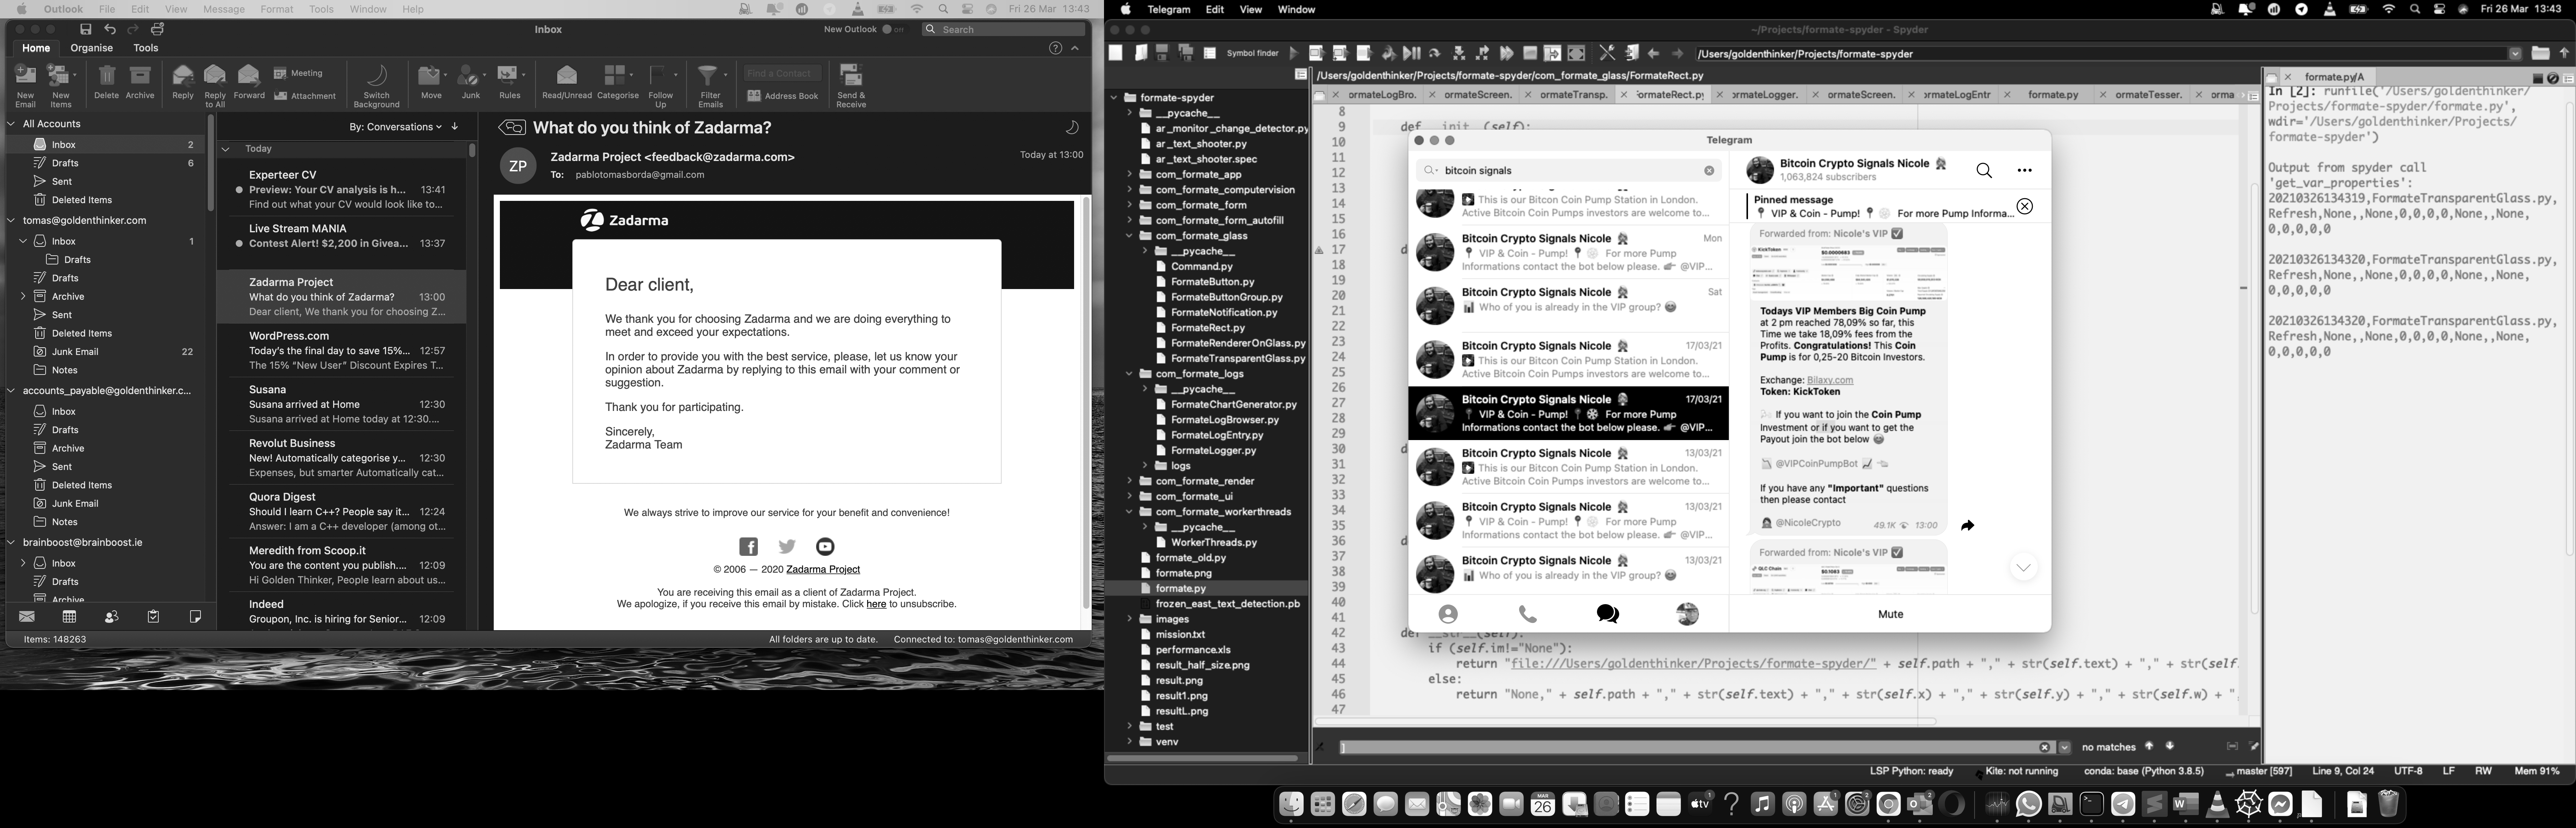 Outlook File Edit View Message Format Tools Window Help
Fri 26 Mar 13:43
Inbox
New Outlook
Search
Home Organise Tools
New Email
New Items
Delete
Archive
Reply
Reply to All
Forward
Meeting
Attachment
Switch Background
Move
Junk
Rules
Read/Unread
Categorise
Follow Up
Filter Emails
Find a Contact
Address Book
Send & Receive
All Accounts
Inbox 2
Drafts 6
Sent
Deleted Items
tomas@goldenthinker.com
Inbox 1
Drafts
Drafts
Archive
Sent
Deleted Items
Junk Email 22
Notes
accounts_payable@goldenthinker.c...
Inbox
Drafts
Archive
Sent
Deleted Items
Junk Email
Notes
brainboost@brainboost.ie
Inbox
Drafts
Archive
Items: 148263
By: Conversations
Today
Experteer CV
Preview: Your CV analysis is h... 13:41
Find out what your CV would look like to...
Live Stream MANIA
Contest Alert! $2,200 in Givea... 13:37
Zadarma Project
What do you think of Zadarma? 13:00
Dear client, We thank you for choosing Z...
WordPress.com
Today's the final day to save 15%... 12:57
The 15% "New User" Discount Expires T...
Susana
Susana arrived at Home 12:30
Susana arrived at Home today at 12:30....
Revolut Business
New! Automatically categorise y... 12:30
Expenses, but smarter Automatically cat...
Quora Digest
Should I learn C++? People say it... 12:24
Answer: I am a C++ developer (among ot...
Meredith from Scoop.it
You are the content you publish.... 12:09
Hi Golden Thinker, People learn about us...
Indeed
Groupon, Inc. is hiring for Senior... 12:09
What do you think of Zadarma?
ZP
Zadarma Project <feedback@zadarma.com>
To: pablotomasborda@gmail.com
Today at 13:00
Zadarma
Dear client,
We thank you for choosing Zadarma and we are doing everything to
meet and exceed your expectations.
In order to provide you with the best service, please, let us know your
opinion about Zadarma by replying to this email with your comment or
suggestion.
Thank you for participating.
Sincerely,
Zadarma Team
We always strive to improve our service for your benefit and convenience!
© 2006 — 2020 Zadarma Project
You are receiving this email as a client of Zadarma Project.
We apologize, if you receive this email by mistake. Click here to unsubscribe.
All folders are up to date. Connected to: tomas@goldenthinker.com
Telegram Edit View Window
Fri 26 Mar 13:43
~/Projects/formate-spyder - Spyder
Symbol finder
/Users/goldenthinker/Projects/formate-spyder
/Users/goldenthinker/Projects/formate-spyder/com_formate_glass/FormateRect.py
ormateLogBro. ormateScreen. ormateTransp. ormateRect.py ormateLogger. ormateScreen. ormateLogEntr formate.py ormateTesser. orma
formate-spyder
__pycache__
ar_monitor_change_detector.py
ar_text_shooter.py
ar_text_shooter.spec
com_formate_app
com_formate_computervision
com_formate_form
com_formate_form_autofill
com_formate_glass
__pycache__
Command.py
FormateButton.py
FormateButtonGroup.py
FormateNotification.py
FormateRect.py
FormateRendererOnGlass.py
FormateTransparentGlass.py
com_formate_logs
__pycache__
FormateChartGenerator.py
FormateLogBrowser.py
FormateLogEntry.py
FormateLogger.py
logs
com_formate_render
com_formate_ui
com_formate_workerthreads
__pycache__
WorkerThreads.py
formate_old.py
formate.png
formate.py
frozen_east_text_detection.pb
images
mission.txt
performance.xls
result_half_size.png
result.png
result1.png
resultL.png
test
venv
8
9 def __init__(self):
10
11
12
13
14
15
16
17
18
19
20
21
22
23
24
25
26
27
28
29
30
31
32
33
34
35
36
37
38
39
40
41
42 def __str__(self):
43 if (self.im!="None"):
44 return "file:///Users/goldenthinker/Projects/formate-spyder/" + self.path + "," + str(self.text) + "," + str(self.
45 else:
46 return "None," + self.path + "," + str(self.text) + "," + str(self.x) + "," + str(self.y) + "," + str(self.w) + ",
47
no matches
Telegram
bitcoin signals
This is our Bitcon Coin Pump Station in London.
Active Bitcoin Coin Pumps investors are welcome to...
Bitcoin Crypto Signals Nicole Mon
VIP & Coin - Pump! For more Pump
Informations contact the bot below please. @VIP...
Bitcoin Crypto Signals Nicole Sat
Who of you is already in the VIP group?
Bitcoin Crypto Signals Nicole 17/03/21
This is our Bitcon Coin Pump Station in London.
Active Bitcoin Coin Pumps investors are welcome to...
Bitcoin Crypto Signals Nicole 17/03/21
VIP & Coin - Pump! For more Pump
Informations contact the bot below please. @VIP...
Bitcoin Crypto Signals Nicole 13/03/21
This is our Bitcon Coin Pump Station in London.
Active Bitcoin Coin Pumps investors are welcome to...
Bitcoin Crypto Signals Nicole 13/03/21
VIP & Coin - Pump! For more Pump
Informations contact the bot below please. @VIP...
Bitcoin Crypto Signals Nicole 13/03/21
Who of you is already in the VIP group?
Bitcoin Crypto Signals Nicole
1,063,824 subscribers
Pinned message
VIP & Coin - Pump! For more Pump Informa...
Forwarded from: Nicole's VIP
KickToken
$0.0000883
Todays VIP Members Big Coin Pump
at 2 pm reached 78,09% so far, this
Time we take 18,09% fees from the
Profits. Congratulations! This Coin
Pump is for 0,25-20 Bitcoin Investors.
Exchange: Bilaxy.com
Token: KickToken
If you want to join the Coin Pump
Investment or if you want to get the
Payout join the bot below
@VIPCoinPumpBot
If you have any "Important" questions
then please contact
@NicoleCrypto
49.1K 13:00
Forwarded from: Nicole's VIP
QLC Chain
$0.1083
Mute
formate.py/A
In [2]: runfile('/Users/goldenthinker/
Projects/formate-spyder/formate.py',
wdir='/Users/goldenthinker/Projects/
formate-spyder')
Output from spyder call
'get_var_properties':
20210326134319,FormateTransparentGlass.py,
Refresh,None,,None,0,0,0,0,None,,None,
0,0,0,0,0
20210326134320,FormateTransparentGlass.py,
Refresh,None,,None,0,0,0,0,None,,None,
0,0,0,0,0
20210326134320,FormateTransparentGlass.py,
Refresh,None,,None,0,0,0,0,None,,None,
0,0,0,0,0
LSP Python: ready Kite: not running conda: base (Python 3.8.5) master [597] Line 9, Col 24 UTF-8 LF RW Mem 91%
MAR
26
tv